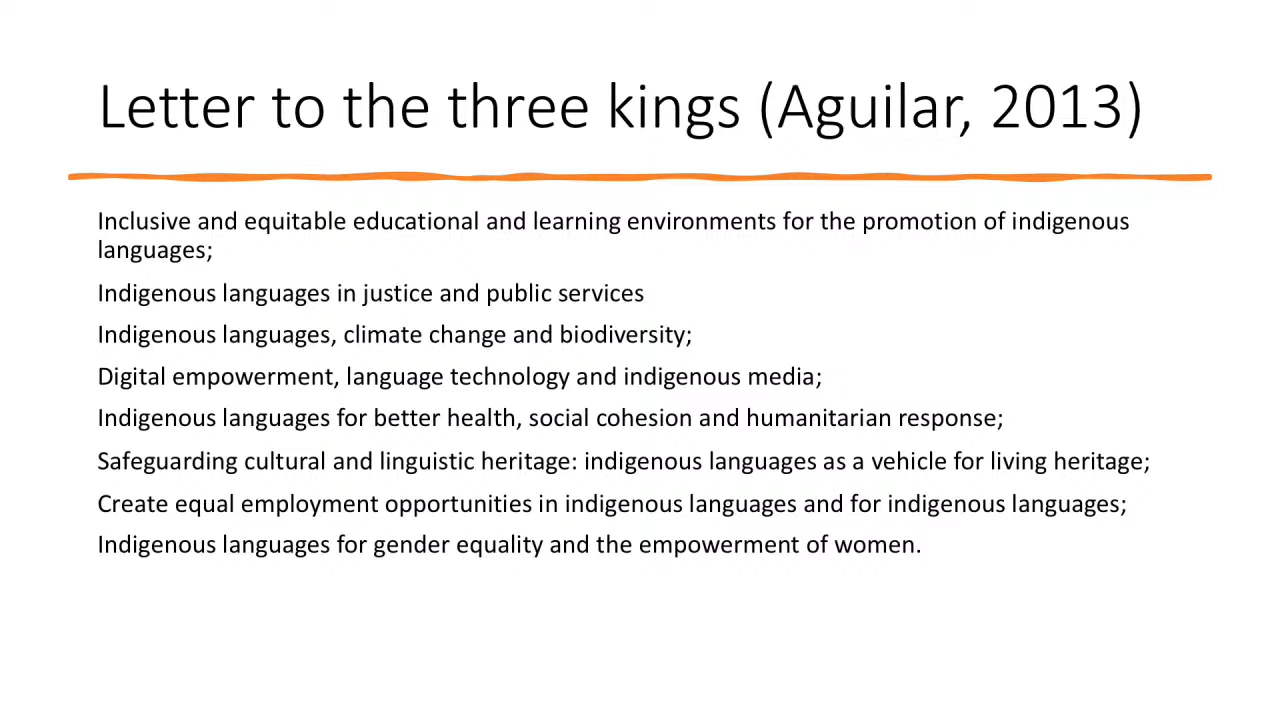 Letter to the three kings (Aguilar, 2013)
Inclusive and equitable educational and learning environments for the promotion of indigenous
languages;
Indigenous languages in justice and public services
Indigenous languages, climate change and biodiversity;
Digital empowerment, language technology and indigenous media;
Indigenous languages for better health, social cohesion and humanitarian response;
Safeguarding cultural and linguistic heritage: indigenous languages as a vehicle for living heritage;
Create equal employment opportunities in indigenous languages and for indigenous languages;
Indigenous languages for gender equality and the empowerment of women.